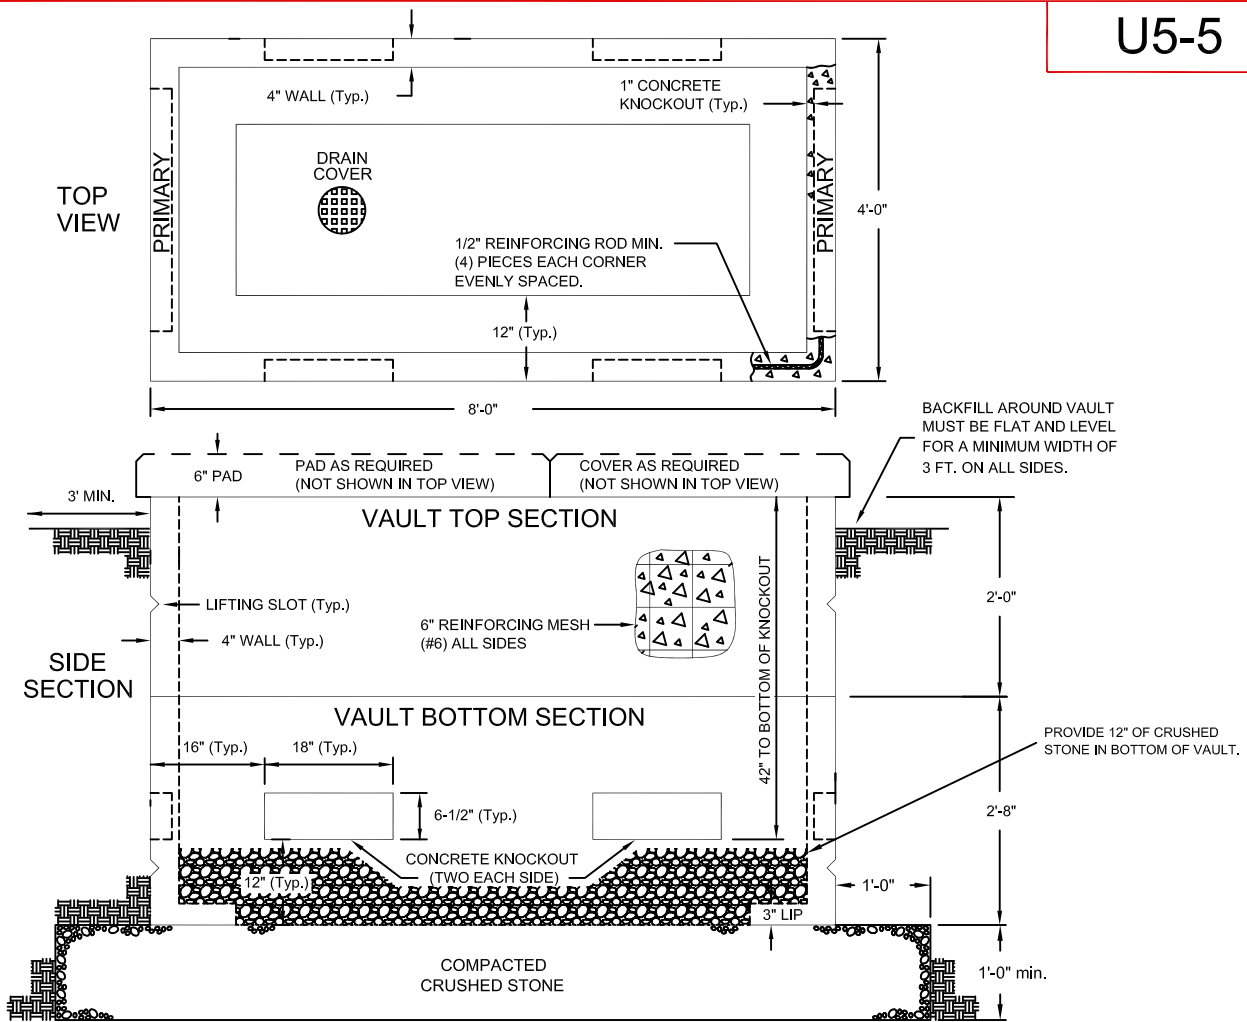 U5-5
4" WALL (Typ.)
1" CONCRETE
KNOCKOUT (Typ.)
DRAIN
COVER
TOP
VIEW
PRIMARY
PRIMARY
4'-0"
1/2" REINFORCING ROD MIN.
(4) PIECES EACH CORNER
EVENLY SPACED.
12" (Typ.)
8'-0"
BACKFILL AROUND VAULT
MUST BE FLAT AND LEVEL
FOR A MINIMUM WIDTH OF
3 FT. ON ALL SIDES.
6" PAD
PAD AS REQUIRED
(NOT SHOWN IN TOP VIEW)
COVER AS REQUIRED
(NOT SHOWN IN TOP VIEW)
3' MIN.
VAULT TOP SECTION
LIFTING SLOT (Typ.)
4" WALL (Typ.)
6" REINFORCING MESH
(#6) ALL SIDES
42" TO BOTTOM OF KNOCKOUT
2'-0"
SIDE
SECTION
VAULT BOTTOM SECTION
16" (Typ.)
18" (Typ.)
PROVIDE 12" OF CRUSHED
STONE IN BOTTOM OF VAULT.
6-1/2" (Typ.)
2'-8"
CONCRETE KNOCKOUT
(TWO EACH SIDE)
12" (Typ.)
1'-0"
3" LIP
COMPACTED
CRUSHED STONE
1'-0" min.